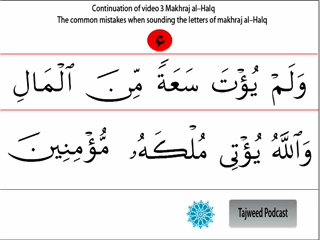 Continuation of video 3 Makhraj al-Halq
The common mistakes when sounding the letters of makhraj al-Halq
ء
وَلَمْ يُؤْتَ سَعَةً مِّنَ ٱلْمَالِ
وَٱللَّهُ يُؤْتِى مُلْكَهُۥ مُّؤْمِنِينَ
Tajweed Podcast